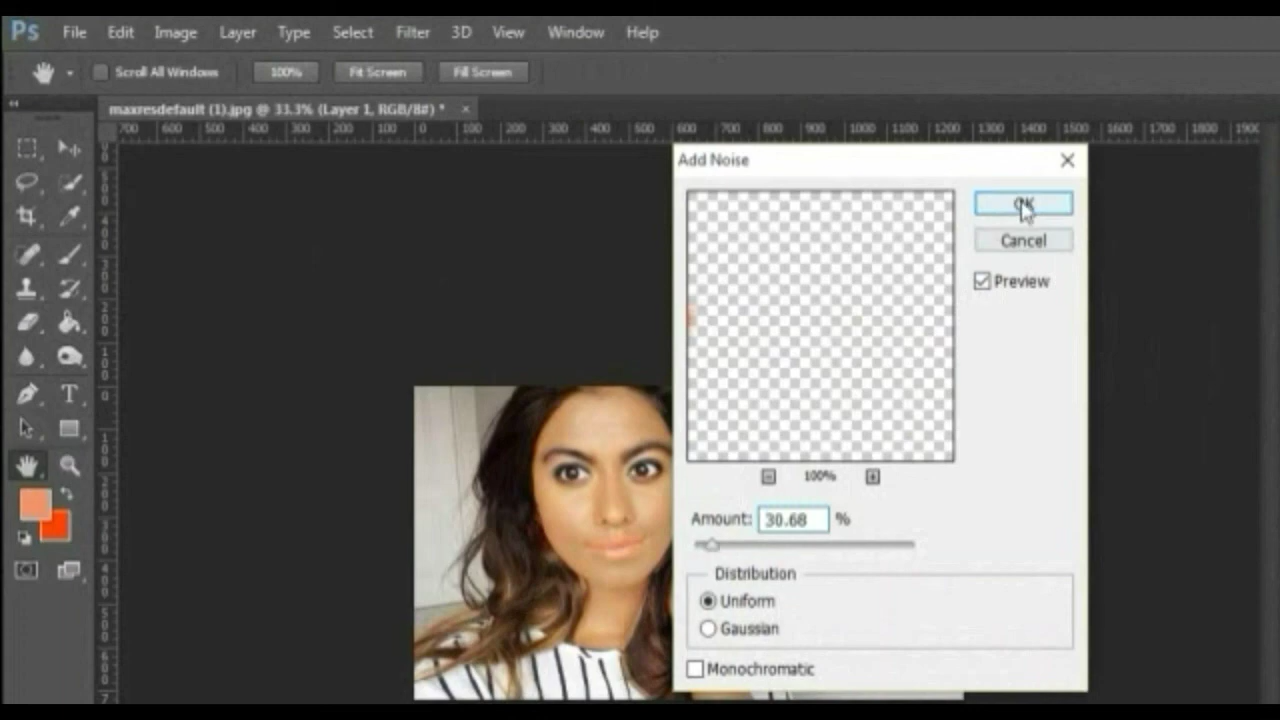 Ps File Edit Image Layer Type Select Filter 3D View Window Help
Scroll All Windows 100% Fit Screen Fill Screen
maxresdefault (1).jpg @ 33.3% (Layer 1, RGB/8#) * ×
700 600 500 400 300 200 100 0 100 200 300 400 500 600 700 800 900 1000 1100 1200 1300 1400 1500 1600 1700 1800 1900
Add Noise
OK
Cancel
Preview
100%
Amount: 30.68 %
Distribution
Uniform
Gaussian
Monochromatic